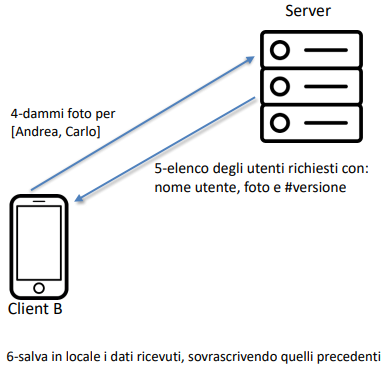 Server
4-dammi foto per
[Andrea, Carlo]
5-elenco degli utenti richiesti con:
nome utente, foto e #versione
Client B
6-salva in locale i dati ricevuti, sovrascrivendo quelli precedenti